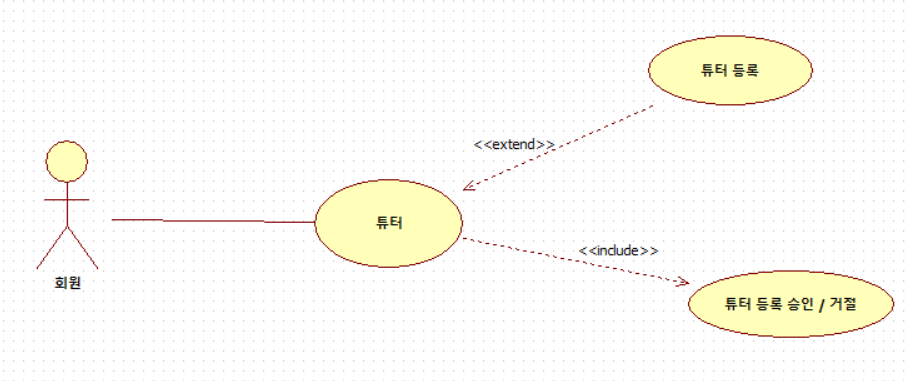 튜터 등록
<<extend>>
튜터
<<include>>
회원
튜터 등록 승인 / 거절